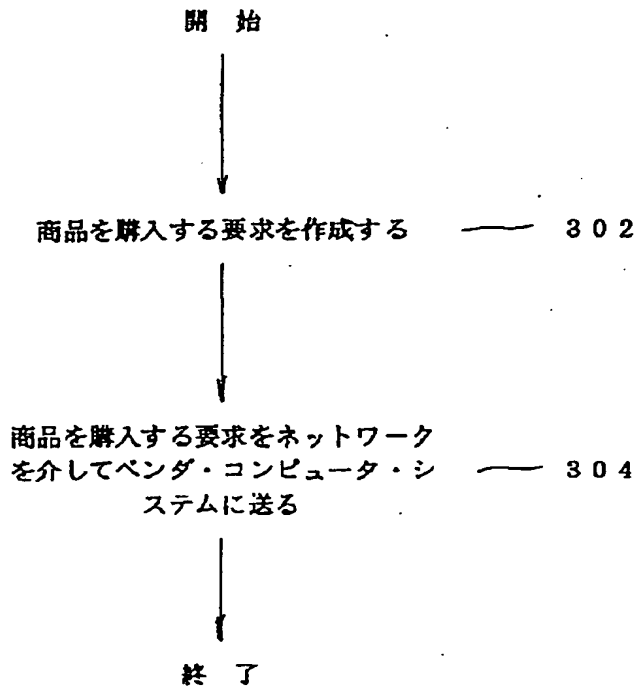 開 始
商品を購入する要求を作成する 302
商品を購入する要求をネットワーク
を介してベンダ・コンピュータ・シ 304
ステムに送る
終 了